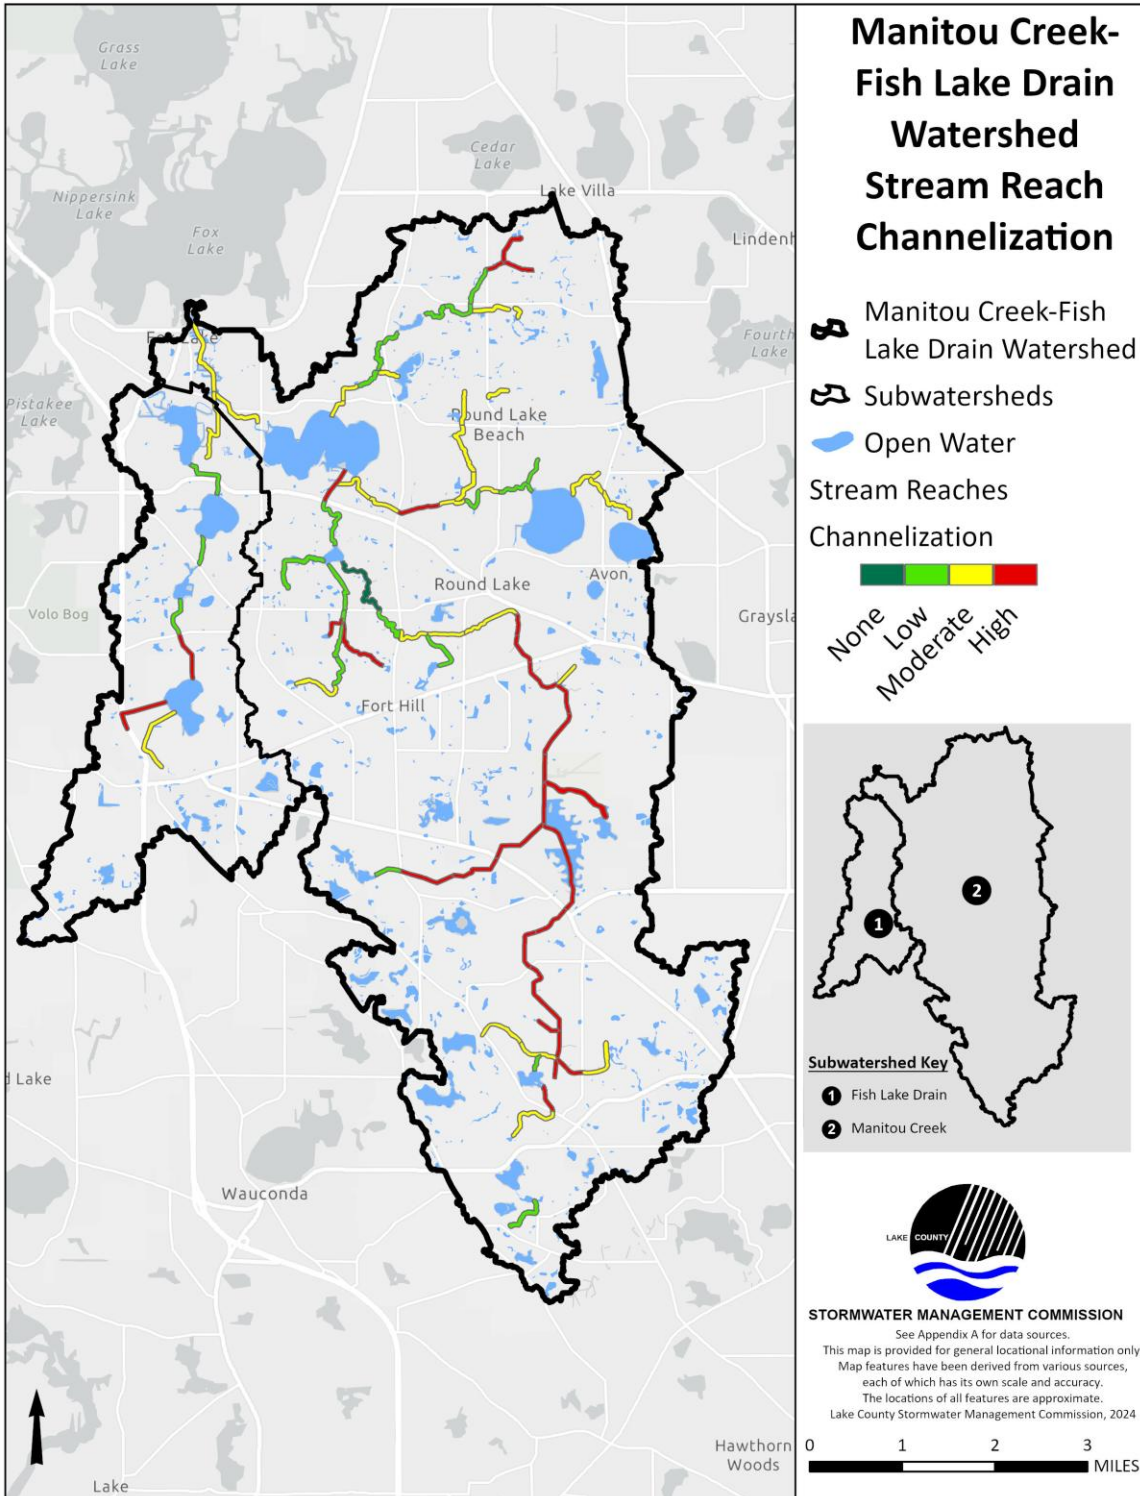 Manitou Creek-
Fish Lake Drain
Watershed
Stream Reach
Channelization
Manitou Creek-Fish
Lake Drain Watershed
Subwatersheds
Open Water
Stream Reaches
Channelization
None
Low
Moderate
High
Grass
Lake
Cedar
Lake
Lake Villa
Nippersink
Lake
Fox
Lake
Lindenh
Fox Lake
Fourth
Lake
Pistakee
Lake
Round Lake
Beach
Round Lake
Avon
Volo Bog
Graysla
Fort Hill
d Lake
Wauconda
Hawthorn
Woods
Lake
1
2
Subwatershed Key
1 Fish Lake Drain
2 Manitou Creek
LAKE COUNTY
STORMWATER MANAGEMENT COMMISSION
See Appendix A for data sources.
This map is provided for general locational information only
Map features have been derived from various sources,
each of which has its own scale and accuracy.
The locations of all features are approximate.
Lake County Stormwater Management Commission, 2024
0 1 2 3
MILES